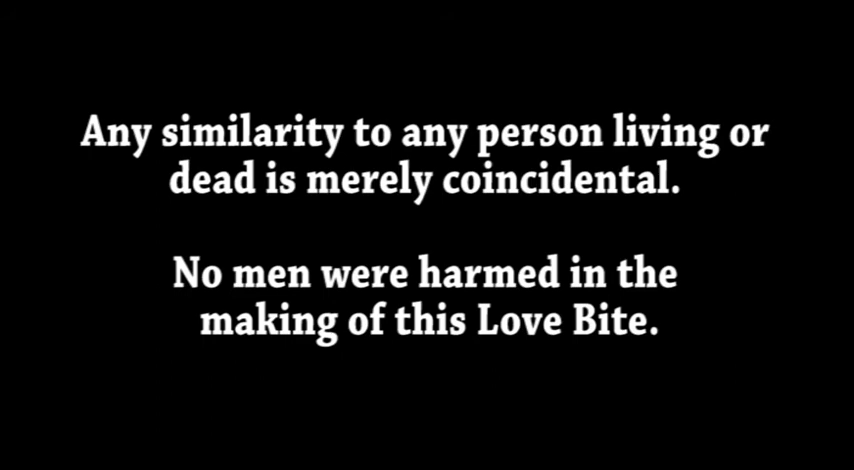 Any similarity to any person living or
dead is merely coincidental.
No men were harmed in the
making of this Love Bite.